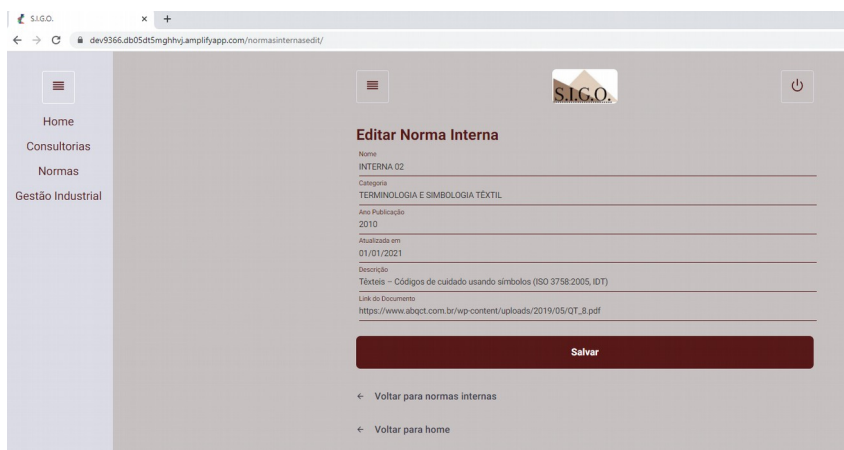 S.I.G.O.
dev9366.db05dt5mghhvj.amplifyapp.com/normasinternasedit/
Home
Consultorias
Normas
Gestão Industrial
S.I.G.O.
Editar Norma Interna
Nome
INTERNA 02
Categoria
TERMINOLOGIA E SIMBOLOGIA TÊXTIL
Ano Publicação
2010
Atualizada em
01/01/2021
Descrição
Têxteis – Códigos de cuidado usando símbolos (ISO 3758:2005, IDT)
Link do Documento
https://www.abqct.com.br/wp-content/uploads/2019/05/QT_8.pdf
Salvar
← Voltar para normas internas
← Voltar para home